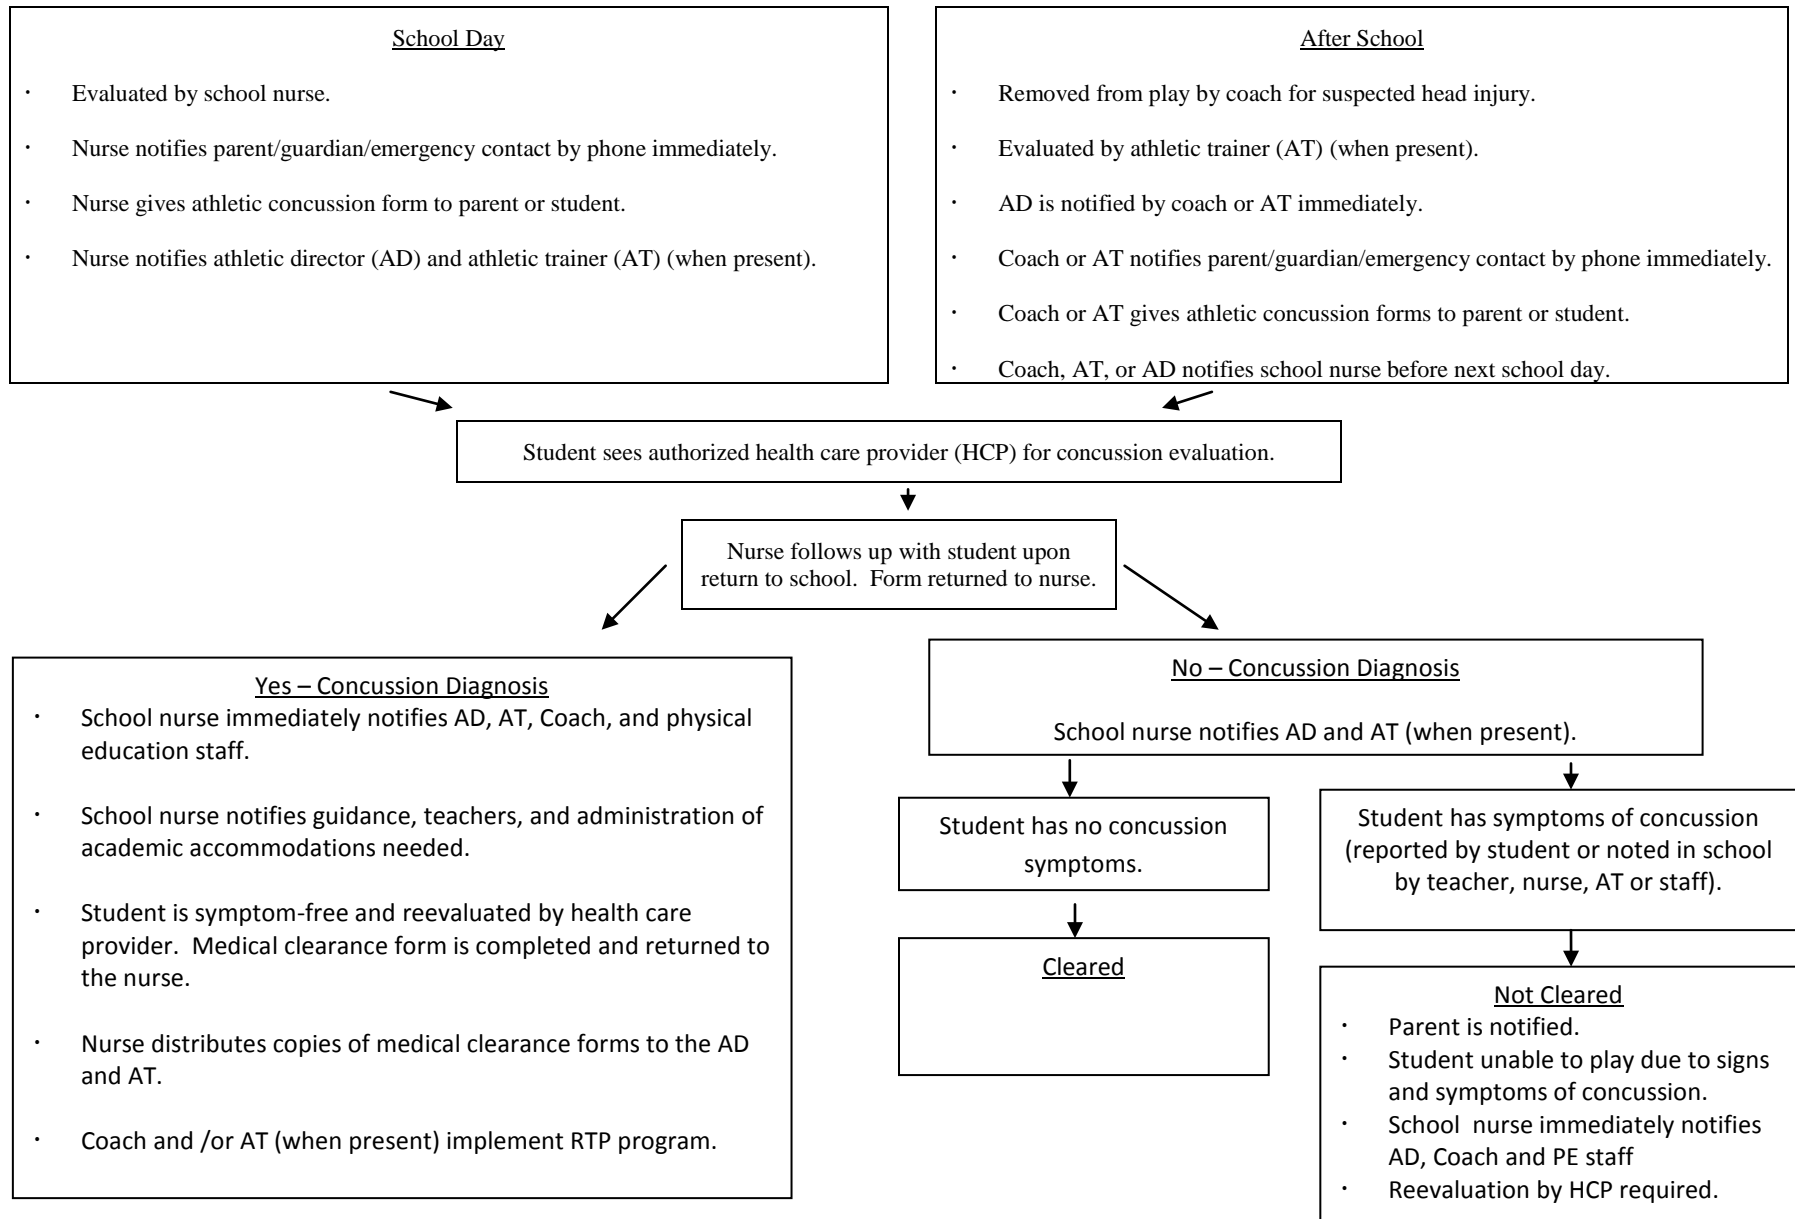 School Day
· Evaluated by school nurse.
· Nurse notifies parent/guardian/emergency contact by phone immediately.
· Nurse gives athletic concussion form to parent or student.
· Nurse notifies athletic director (AD) and athletic trainer (AT) (when present).
After School
· Removed from play by coach for suspected head injury.
· Evaluated by athletic trainer (AT) (when present).
· AD is notified by coach or AT immediately.
· Coach or AT notifies parent/guardian/emergency contact by phone immediately.
· Coach or AT gives athletic concussion forms to parent or student.
· Coach, AT, or AD notifies school nurse before next school day.
Student sees authorized health care provider (HCP) for concussion evaluation.
Nurse follows up with student upon
return to school.  Form returned to nurse.
Yes – Concussion Diagnosis
· School nurse immediately notifies AD, AT, Coach, and physical
education staff.
· School nurse notifies guidance, teachers, and administration of
academic accommodations needed.
· Student is symptom-free and reevaluated by health care
provider.  Medical clearance form is completed and returned to
the nurse.
· Nurse distributes copies of medical clearance forms to the AD
and AT.
· Coach and /or AT (when present) implement RTP program.
No – Concussion Diagnosis
School nurse notifies AD and AT (when present).
Student has no concussion
symptoms.
Cleared
Student has symptoms of concussion
(reported by student or noted in school
by teacher, nurse, AT or staff).
Not Cleared
· Parent is notified.
· Student unable to play due to signs
and symptoms of concussion.
· School  nurse immediately notifies
AD, Coach and PE staff
· Reevaluation by HCP required.